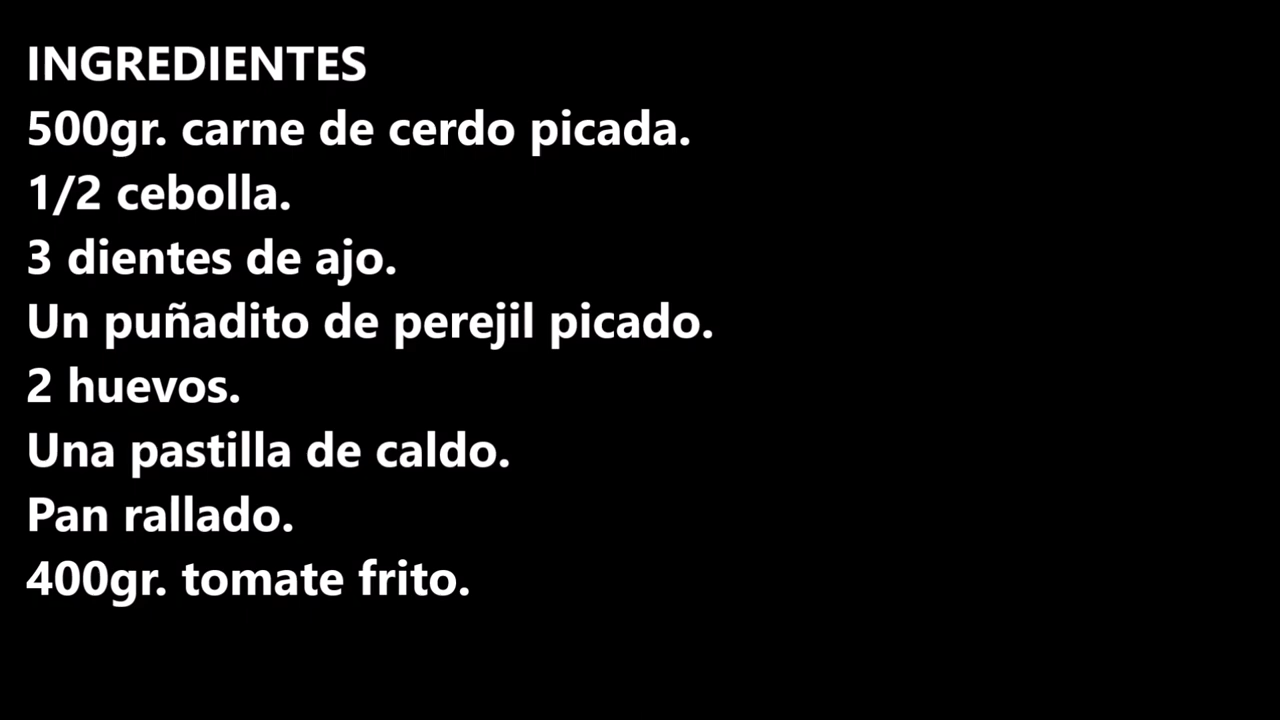 INGREDIENTES
500gr. carne de cerdo picada.
1/2 cebolla.
3 dientes de ajo.
Un puñadito de perejil picado.
2 huevos.
Una pastilla de caldo.
Pan rallado.
400gr. tomate frito.